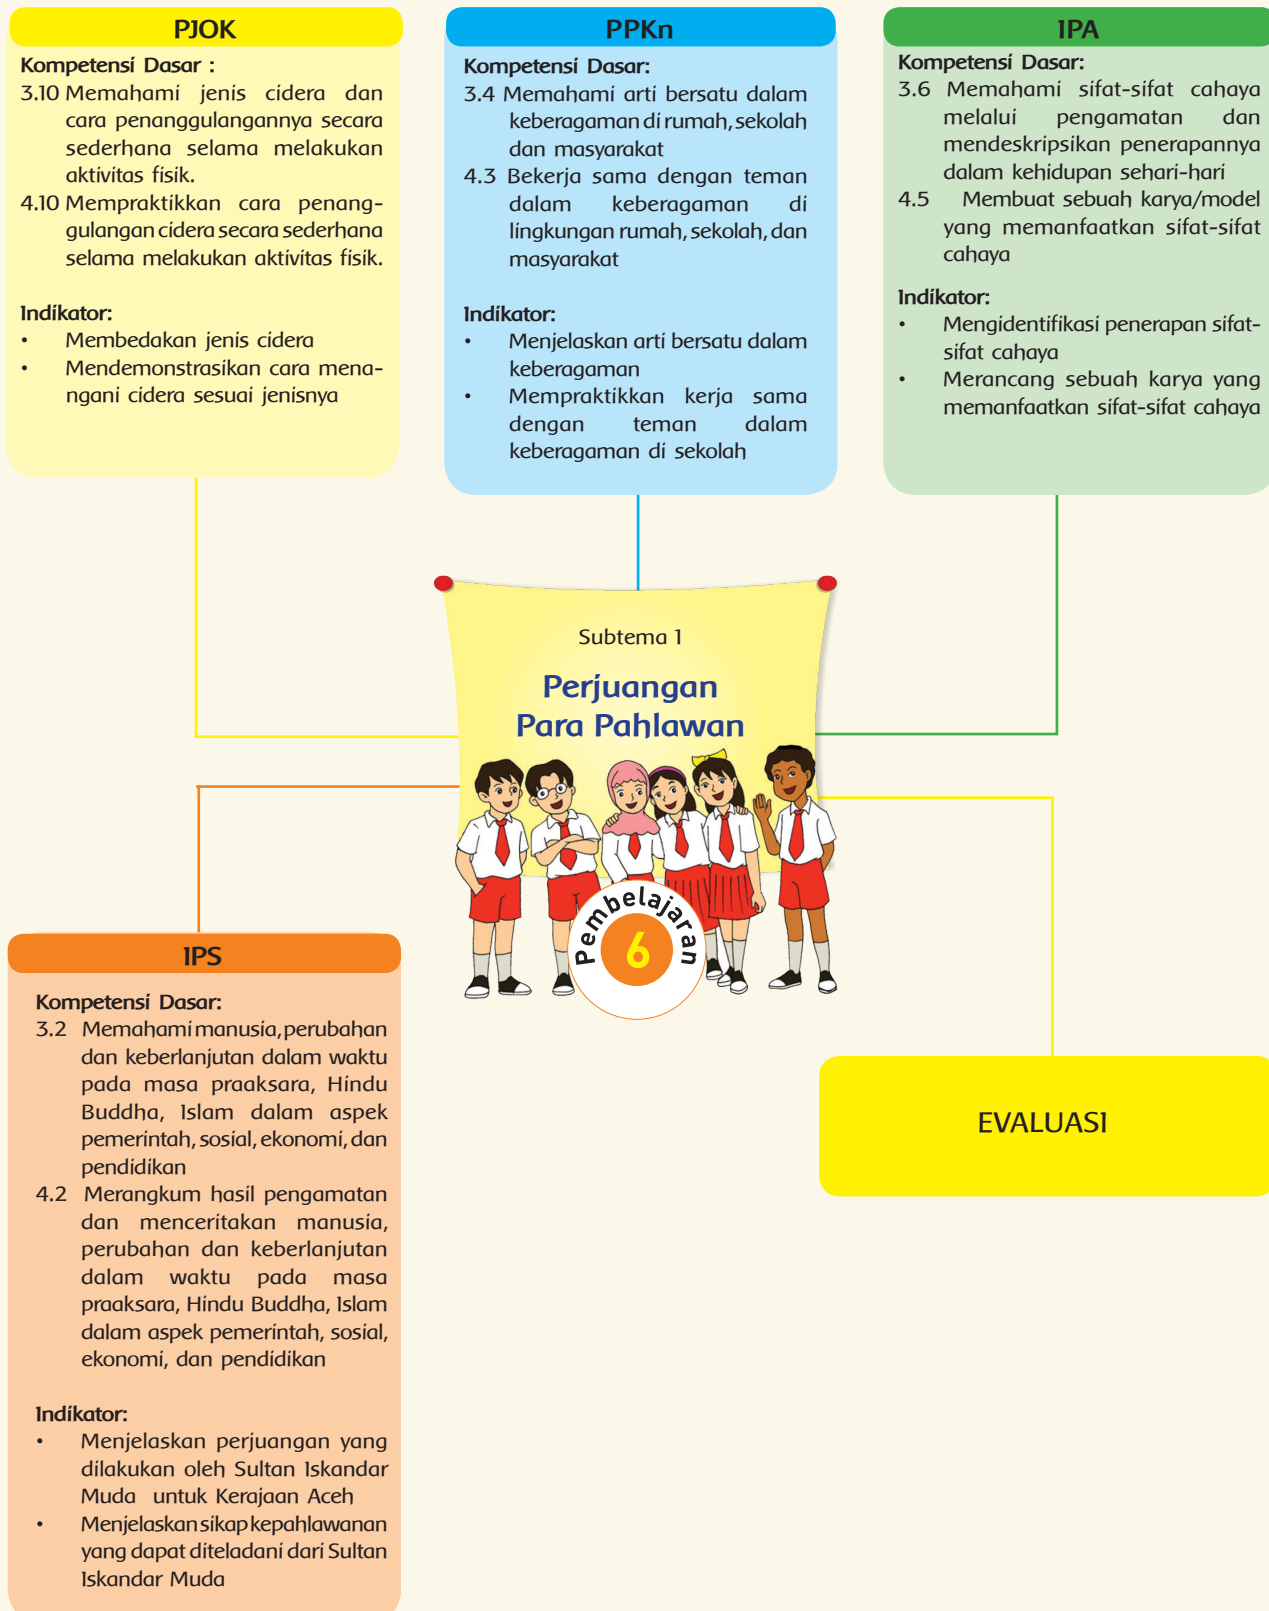 PJOK
Kompetensi Dasar :
3.10 Memahami jenis cidera dan
cara penanggulangannya secara
sederhana selama melakukan
aktivitas fisik.
4.10 Mempraktikkan cara penang-
gulangan cidera secara sederhana
selama melakukan aktivitas fisik.
Indikator:
• Membedakan jenis cidera
• Mendemonstrasikan cara mena-
ngani cidera sesuai jenisnya
PPKn
Kompetensi Dasar:
3.4 Memahami arti bersatu dalam
keberagaman di rumah, sekolah
dan masyarakat
4.3 Bekerja sama dengan teman
dalam keberagaman di
lingkungan rumah, sekolah, dan
masyarakat
Indikator:
• Menjelaskan arti bersatu dalam
keberagaman
• Mempraktikkan kerja sama
dengan teman dalam
keberagaman di sekolah
IPA
Kompetensi Dasar:
3.6 Memahami sifat-sifat cahaya
melalui pengamatan dan
mendeskripsikan penerapannya
dalam kehidupan sehari-hari
4.5 Membuat sebuah karya/model
yang memanfaatkan sifat-sifat
cahaya
Indikator:
• Mengidentifikasi penerapan sifat-
sifat cahaya
• Merancang sebuah karya yang
memanfaatkan sifat-sifat cahaya
Subtema 1
Perjuangan
Para Pahlawan
Pembelajaran
6
IPS
Kompetensi Dasar:
3.2 Memahami manusia, perubahan
dan keberlanjutan dalam waktu
pada masa praaksara, Hindu
Buddha, Islam dalam aspek
pemerintah, sosial, ekonomi, dan
pendidikan
4.2 Merangkum hasil pengamatan
dan menceritakan manusia,
perubahan dan keberlanjutan
dalam waktu pada masa
praaksara, Hindu Buddha, Islam
dalam aspek pemerintah, sosial,
ekonomi, dan pendidikan
Indikator:
• Menjelaskan perjuangan yang
dilakukan oleh Sultan Iskandar
Muda untuk Kerajaan Aceh
• Menjelaskan sikap kepahlawanan
yang dapat diteladani dari Sultan
Iskandar Muda
EVALUASI